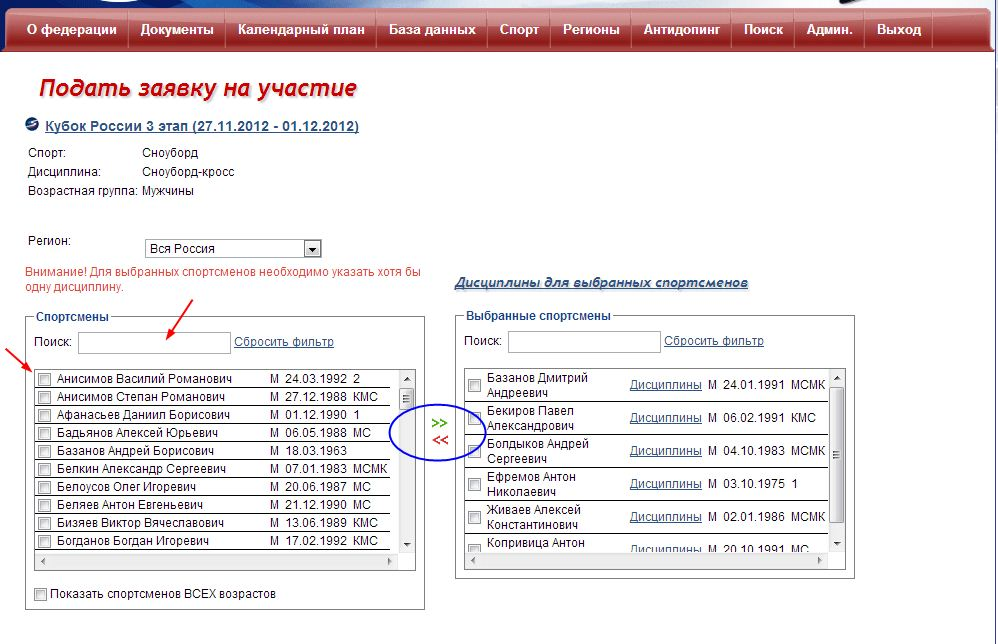 О федерации Документы Календарный план База данных Спорт Регионы Антидопинг Поиск Админ. Выход
Подать заявку на участие
Кубок России 3 этап (27.11.2012 - 01.12.2012)
Спорт: Сноуборд
Дисциплина: Сноуборд-кросс
Возрастная группа: Мужчины
Регион: Вся Россия
Внимание! Для выбранных спортсменов необходимо указать хотя бы
одну дисциплину.
Спортсмены
Поиск: Сбросить фильтр
Анисимов Василий Романович М 24.03.1992 2
Анисимов Степан Романович М 27.12.1988 КМС
Афанасьев Даниил Борисович М 01.12.1990 1
Бадьянов Алексей Юрьевич М 06.05.1988 МС
Базанов Андрей Борисович М 18.03.1963
Белкин Александр Сергеевич М 07.01.1983 МСМК
Белоусов Олег Игоревич М 20.06.1987 МС
Беляев Антон Евгеньевич М 21.12.1990 МС
Бизяев Виктор Вячеславович М 13.06.1989 КМС
Богданов Богдан Игоревич М 17.02.1992 КМС
Показать спортсменов ВСЕХ возрастов
>>
<<
Дисциплины для выбранных спортсменов
Выбранные спортсмены
Поиск: Сбросить фильтр
Базанов Дмитрий
Андреевич Дисциплины М 24.01.1991 МСМК
Бекиров Павел
Александрович Дисциплины М 06.02.1991 КМС
Болдыков Андрей
Сергеевич Дисциплины М 04.10.1983 МСМК
Ефремов Антон
Николаевич Дисциплины М 03.10.1975 1
Живаев Алексей
Константинович Дисциплины М 02.01.1986 МСМК
Копривица Антон
Дисциплины М 20.10.1991 МС